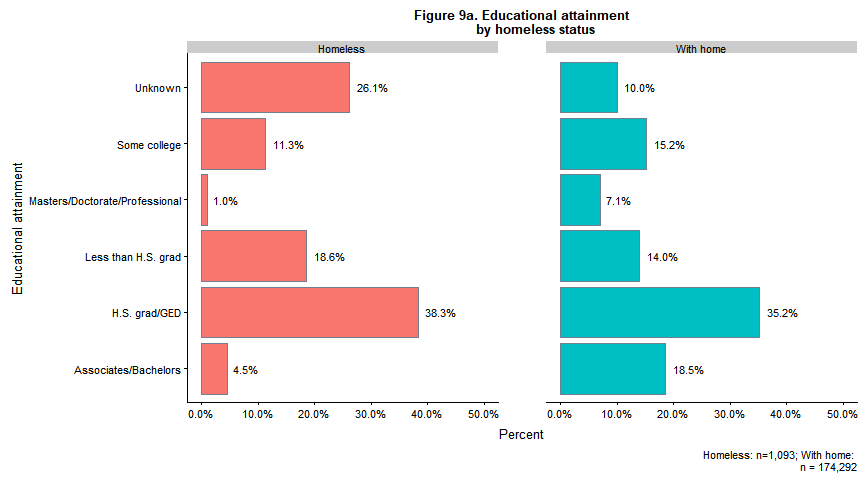 Figure 9a. Educational attainment
by homeless status
Homeless
With home
Educational attainment
Unknown
26.1%
10.0%
Some college
11.3%
15.2%
Masters/Doctorate/Professional
1.0%
7.1%
Less than H.S. grad
18.6%
14.0%
H.S. grad/GED
38.3%
35.2%
Associates/Bachelors
4.5%
18.5%
0.0% 10.0% 20.0% 30.0% 40.0% 50.0%
0.0% 10.0% 20.0% 30.0% 40.0% 50.0%
Percent
Homeless: n=1,093; With home:
n = 174,292